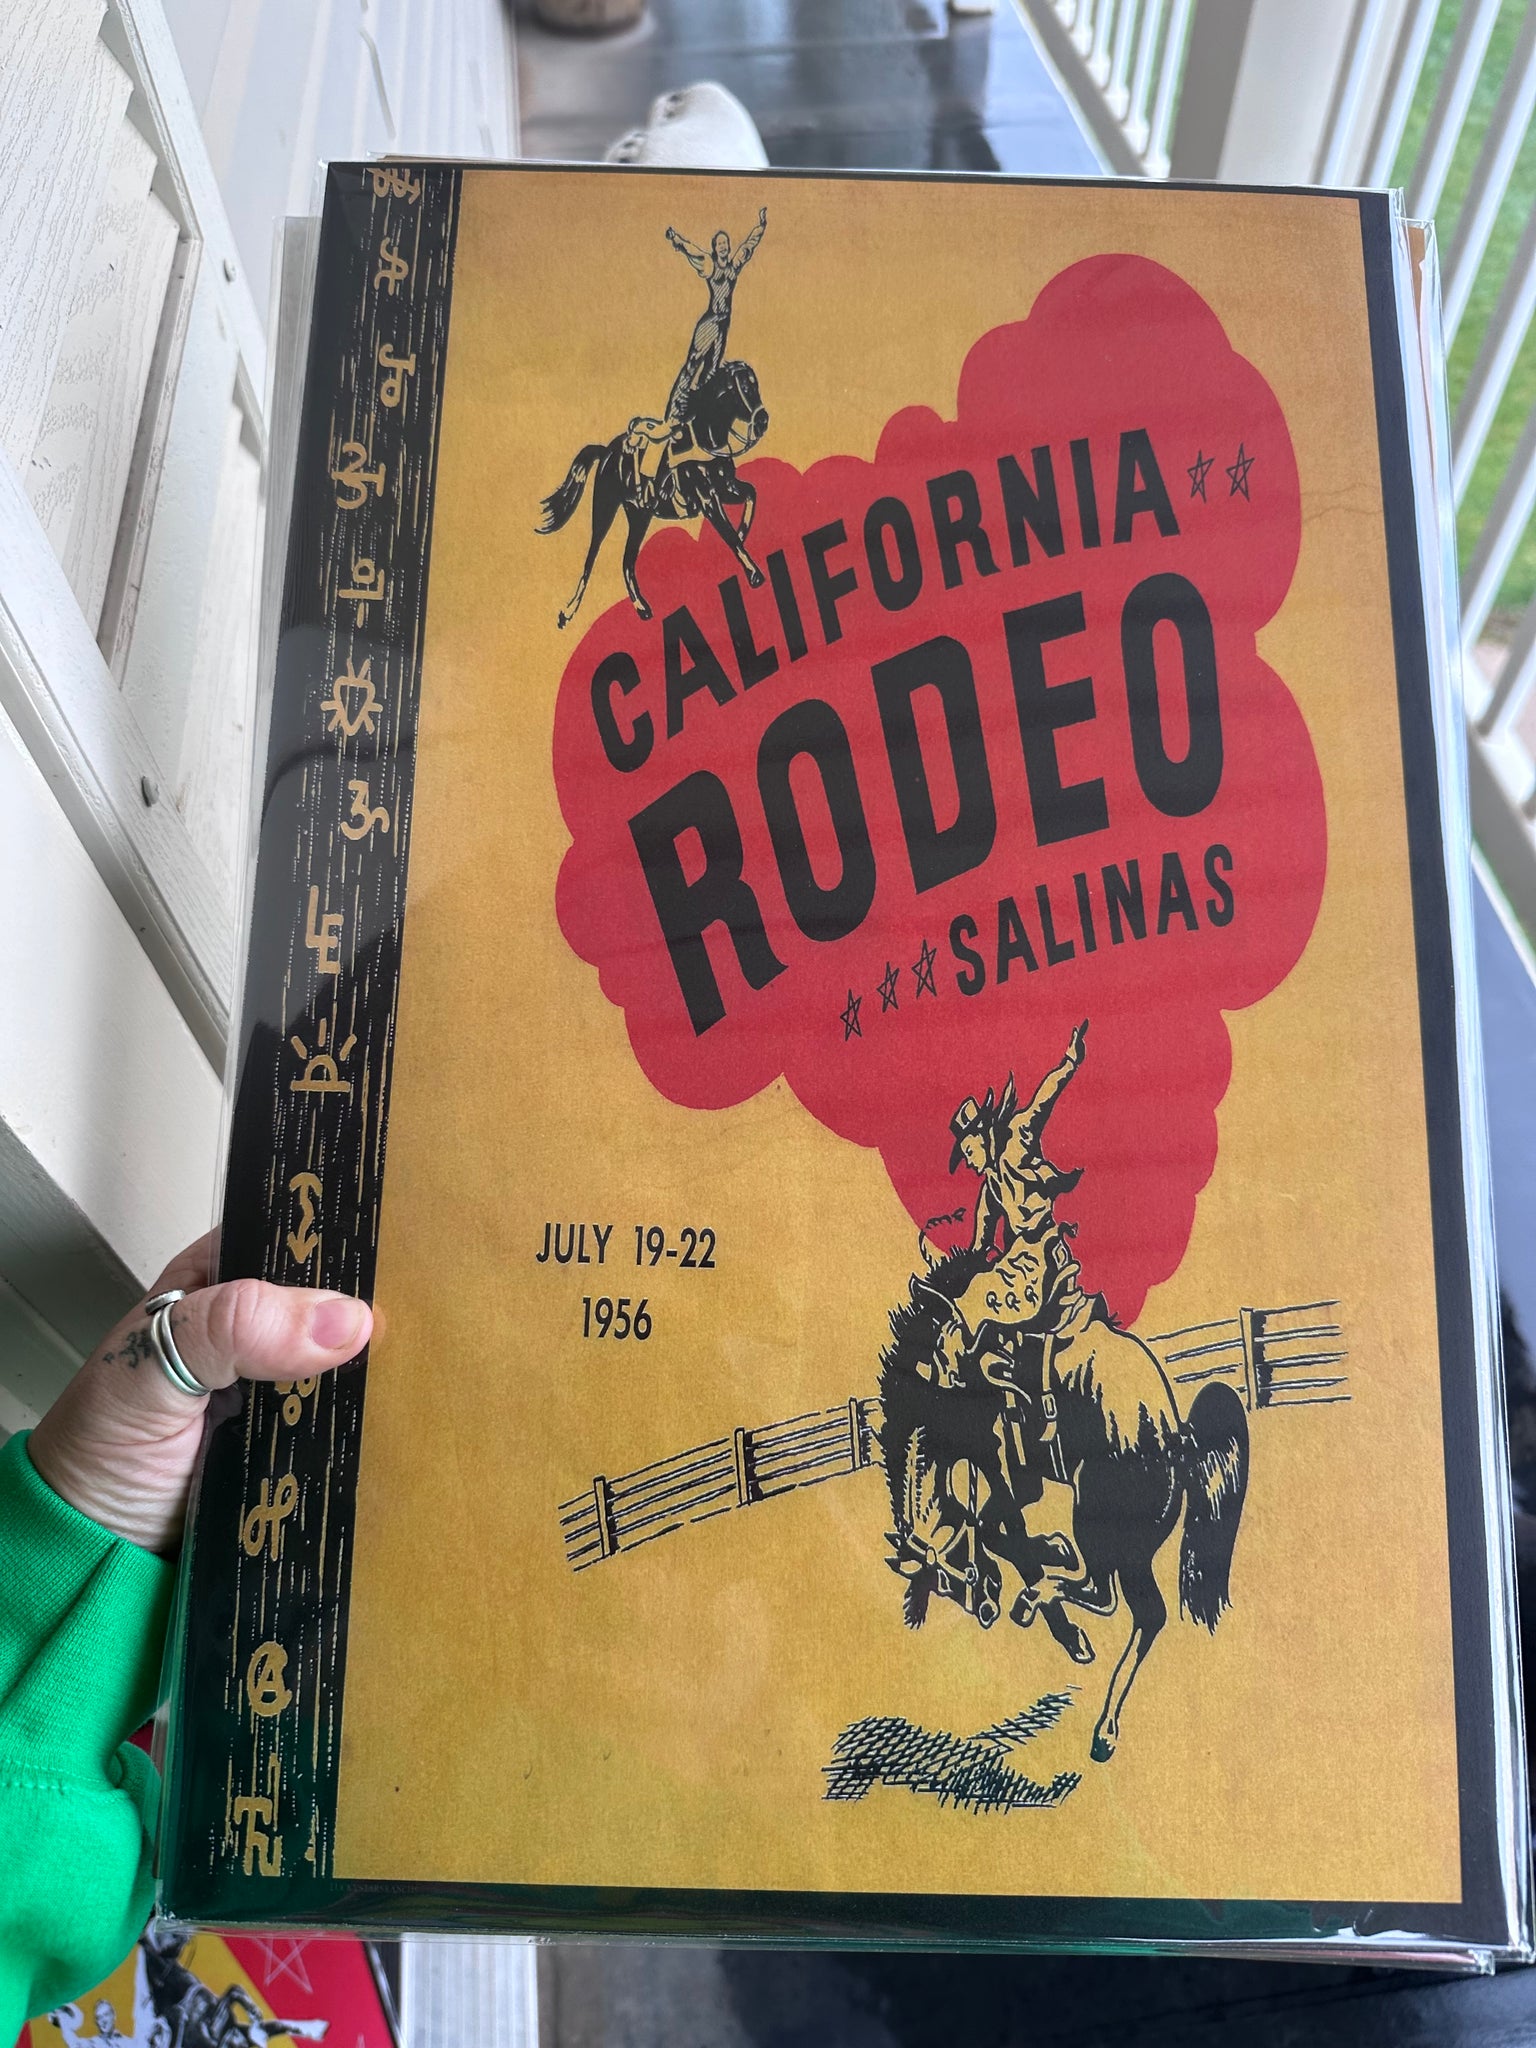 CALIFORNIA
RODEO
SALINAS
JULY 19-22
1956